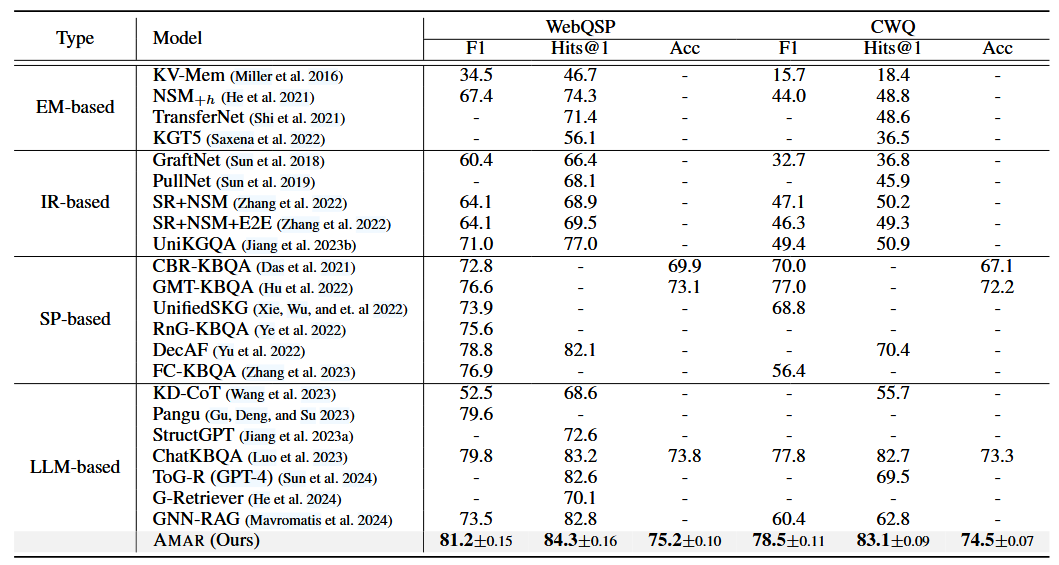 Type Model WebQSP CWQ
F1 Hits@1 Acc F1 Hits@1 Acc
EM-based
KV-Mem (Miller et al. 2016) 34.5 46.7 - 15.7 18.4 -
NSM+h (He et al. 2021) 67.4 74.3 - 44.0 48.8 -
TransferNet (Shi et al. 2021) - 71.4 - - 48.6 -
KGT5 (Saxena et al. 2022) - 56.1 - - 36.5 -
IR-based
GraftNet (Sun et al. 2018) 60.4 66.4 - 32.7 36.8 -
PullNet (Sun et al. 2019) - 68.1 - - 45.9 -
SR+NSM (Zhang et al. 2022) 64.1 68.9 - 47.1 50.2 -
SR+NSM+E2E (Zhang et al. 2022) 64.1 69.5 - 46.3 49.3 -
UniKGQA (Jiang et al. 2023b) 71.0 77.0 - 49.4 50.9 -
SP-based
CBR-KBQA (Das et al. 2021) 72.8 - 69.9 70.0 - 67.1
GMT-KBQA (Hu et al. 2022) 76.6 - 73.1 77.0 - 72.2
UnifiedSKG (Xie, Wu, and et. al 2022) 73.9 - - 68.8 - -
RnG-KBQA (Ye et al. 2022) 75.6 - - - - -
DecAF (Yu et al. 2022) 78.8 82.1 - - 70.4 -
FC-KBQA (Zhang et al. 2023) 76.9 - - 56.4 - -
LLM-based
KD-CoT (Wang et al. 2023) 52.5 68.6 - - 55.7 -
Pangu (Gu, Deng, and Su 2023) 79.6 - - - - -
StructGPT (Jiang et al. 2023a) - 72.6 - - - -
ChatKBQA (Luo et al. 2023) 79.8 83.2 73.8 77.8 82.7 73.3
ToG-R (GPT-4) (Sun et al. 2024) - 82.6 - - 69.5 -
G-Retriever (He et al. 2024) - 70.1 - - - -
GNN-RAG (Mavromatis et al. 2024) 73.5 82.8 - 60.4 62.8 -
AMAR (Ours) 81.2±0.15 84.3±0.16 75.2±0.10 78.5±0.11 83.1±0.09 74.5±0.07